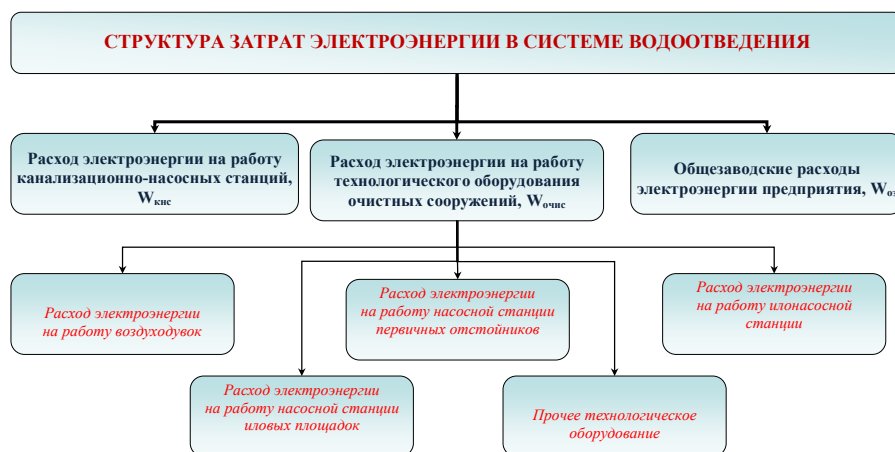 СТРУКТУРА ЗАТРАТ ЭЛЕКТРОЭНЕРГИИ В СИСТЕМЕ ВОДООТВЕДЕНИЯ
Расход электроэнергии на работу
канализационно-насосных станций,
Wкнс
Расход электроэнергии на работу
технологического оборудования
очистных сооружений, Wочис
Общезаводские расходы
электроэнергии предприятия, Wоз
Расход электроэнергии
на работу воздуходувок
Расход электроэнергии
на работу насосной станции
первичных отстойников
Расход электроэнергии
на работу илонасосной
станции
Расход электроэнергии
на работу насосной станции
иловых площадок
Прочее технологическое
оборудование